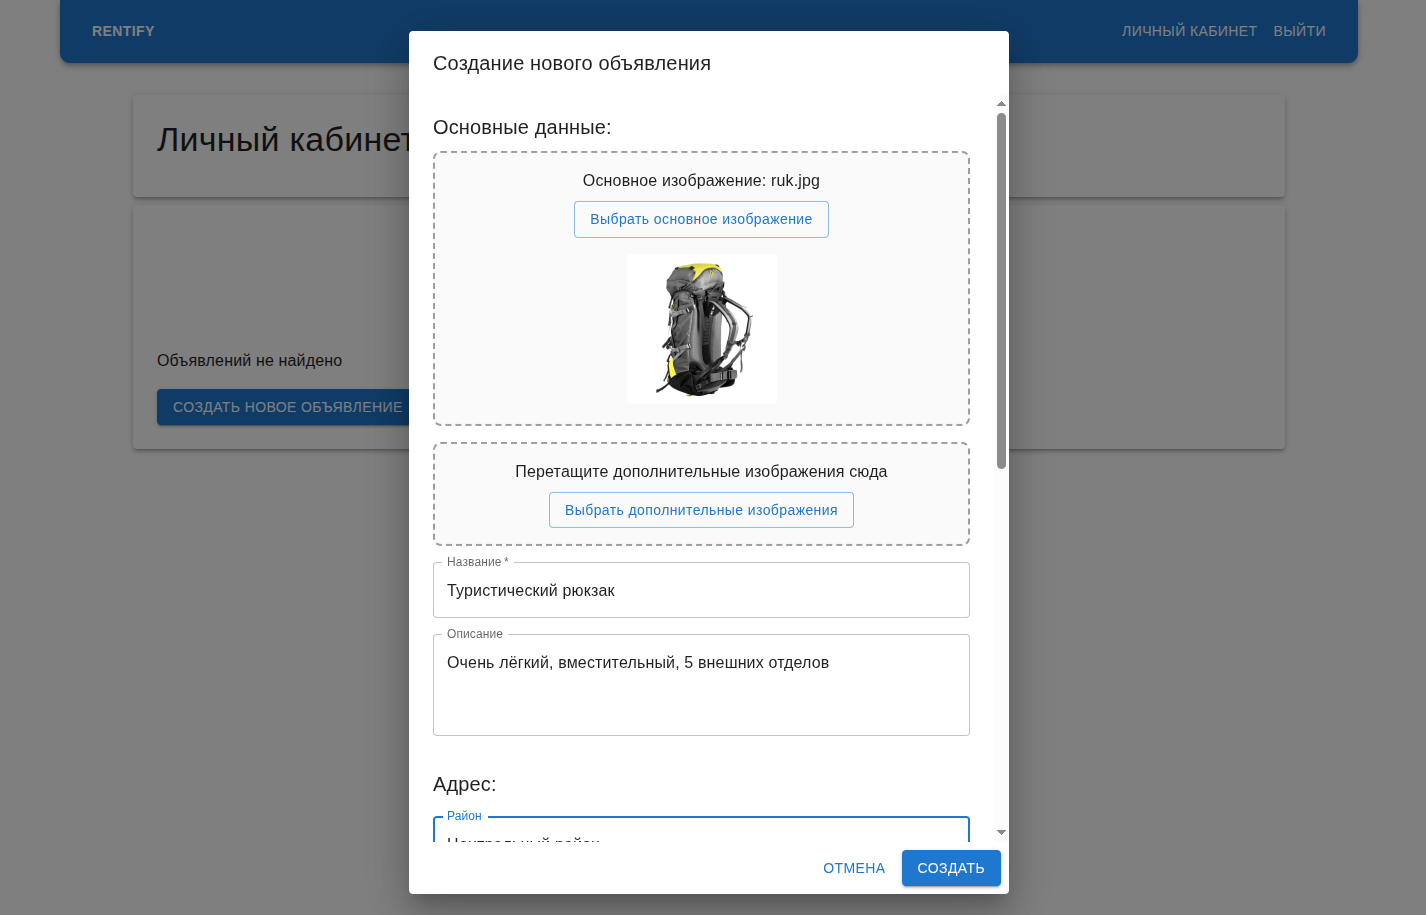 RENTIFY
ЛИЧНЫЙ КАБИНЕТ ВЫЙТИ
Личный кабинет
Объявлений не найдено
СОЗДАТЬ НОВОЕ ОБЪЯВЛЕНИЕ
Создание нового объявления
Основные данные:
Основное изображение: ruk.jpg
Выбрать основное изображение
Перетащите дополнительные изображения сюда
Выбрать дополнительные изображения
Название *
Туристический рюкзак
Описание
Очень лёгкий, вместительный, 5 внешних отделов
Адрес:
Район
Центральный район
ОТМЕНА СОЗДАТЬ